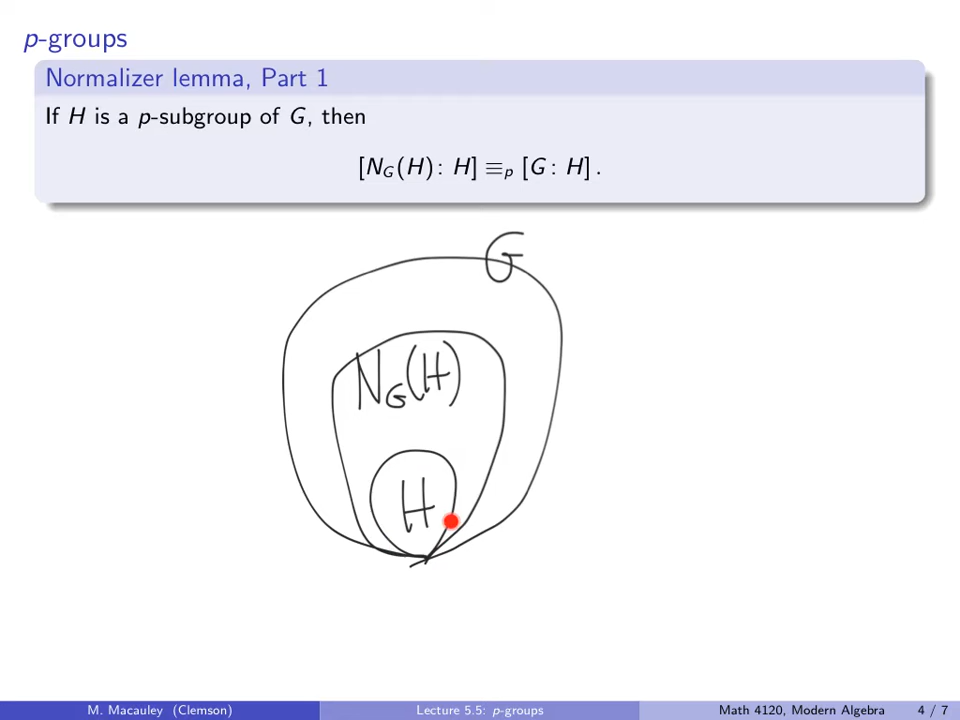 p-groups
Normalizer lemma, Part 1
If H is a p-subgroup of G, then
[N_G(H): H] ≡_p [G: H].
G
N_G(H)
H
M. Macauley (Clemson) Lecture 5.5: p-groups Math 4120, Modern Algebra 4 / 7